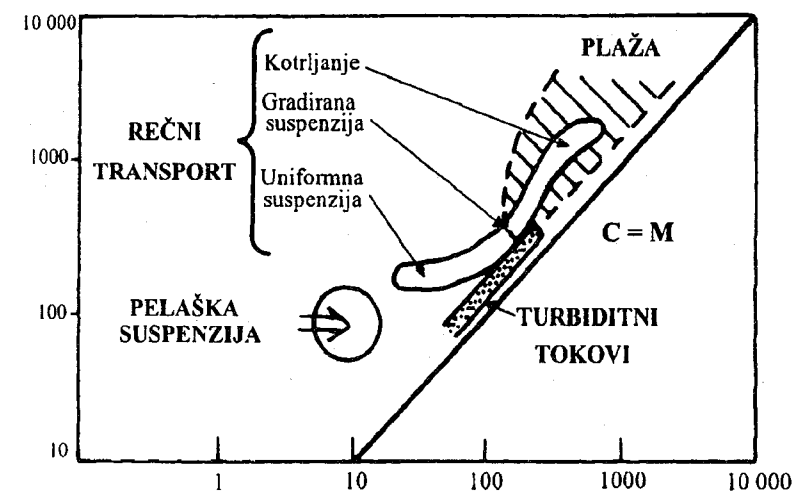 10 000
PLAŽA
Kotrljanje
Gradirana
suspenzija
REČNI
TRANSPORT
1000
Uniformna
suspenzija
C = M
100
PELAŠKA
SUSPENZIJA
TURBIDITNI
TOKOVI
10
1
10
100
1000
10 000